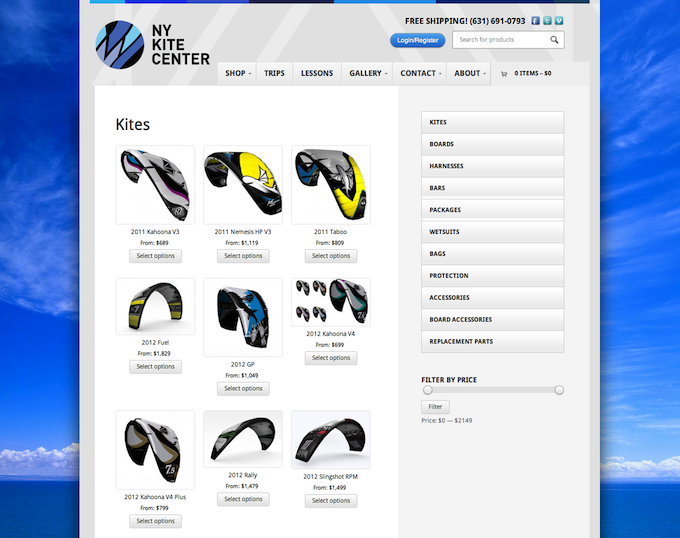 FREE SHIPPING! (631) 691-0793
NY
KITE
CENTER
Login/Register
Search for products
SHOP
TRIPS
LESSONS
GALLERY
CONTACT
ABOUT
0 ITEMS – $0
Kites
2011 Kahoona V3
From: $689
Select options
2011 Nemesis HP V3
From: $1,119
Select options
2011 Taboo
From: $809
Select options
2012 Fuel
From: $1,829
Select options
2012 GP
From: $1,049
Select options
2012 Kahoona V4
From: $699
Select options
7.5
2012 Kahoona V4 Plus
From: $799
Select options
2012 Rally
From: $1,479
Select options
2012 Slingshot RPM
From: $1,499
Select options
KITES
BOARDS
HARNESSES
BARS
PACKAGES
WETSUITS
BAGS
PROTECTION
ACCESSORIES
BOARD ACCESSORIES
REPLACEMENT PARTS
FILTER BY PRICE
Filter
Price: $0 — $2149